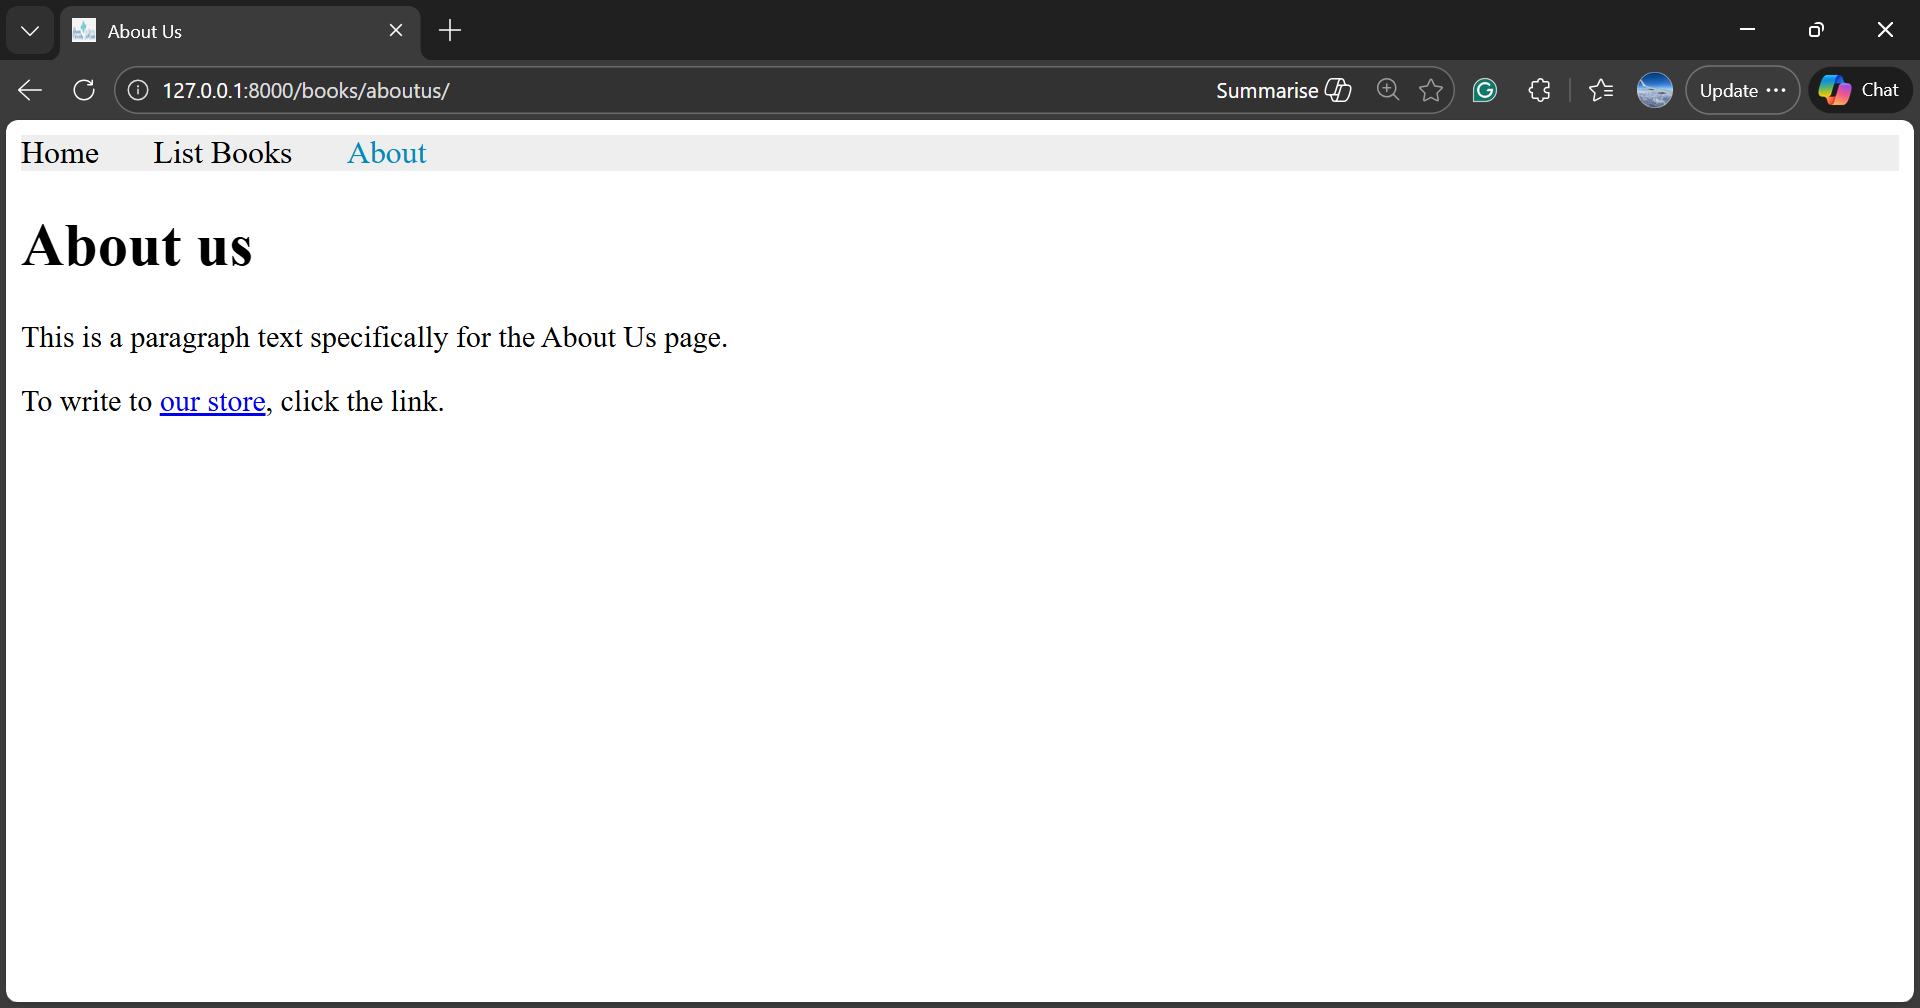 About Us
127.0.0.1:8000/books/aboutus/
Summarise
Update
Chat
Home List Books About
About us
This is a paragraph text specifically for the About Us page.
To write to our store, click the link.